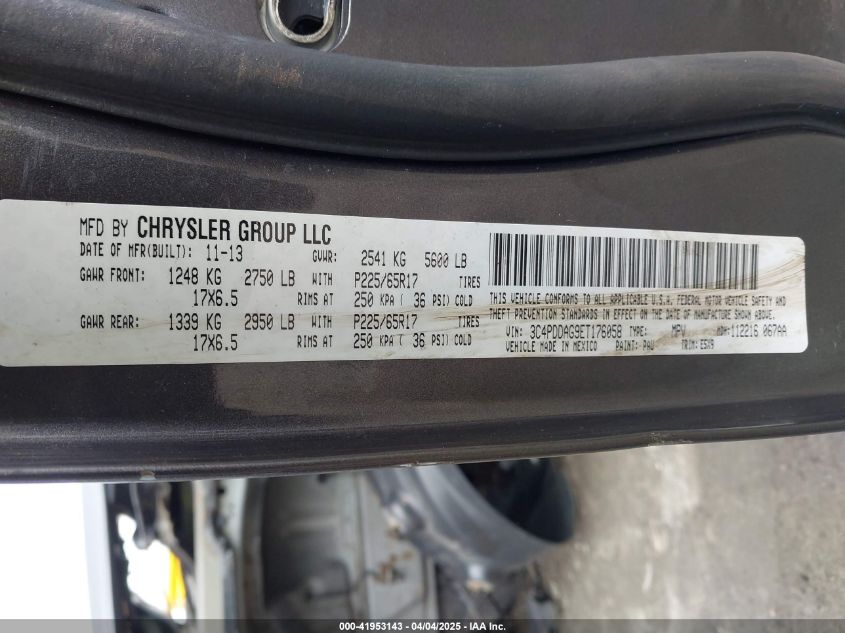 MFD BY CHRYSLER GROUP LLC
DATE OF MFR(BUILT): 11-13 GVWR: 2541 KG 5600 LB
GAWR FRONT: 1248 KG 2750 LB WITH P225/65R17 TIRES
17X6.5 RIMS AT 250 KPA ( 36 PSI) COLD
GAWR REAR: 1339 KG 2950 LB WITH P225/65R17 TIRES
17X6.5 RIMS AT 250 KPA ( 36 PSI) COLD
THIS VEHICLE CONFORMS TO ALL APPLICABLE U.S.A. FEDERAL MOTOR VEHICLE SAFETY AND
THEFT PREVENTION STANDARDS IN EFFECT ON THE DATE OF MANUFACTURE SHOWN ABOVE.
VIN: 3C4PDDAG9ET176058 TYPE: MPV MDH:112216 067AA
VEHICLE MADE IN MEXICO PAINT: PAU TRIM: E5X9
000-41953143 - 04/04/2025 - IAA Inc.